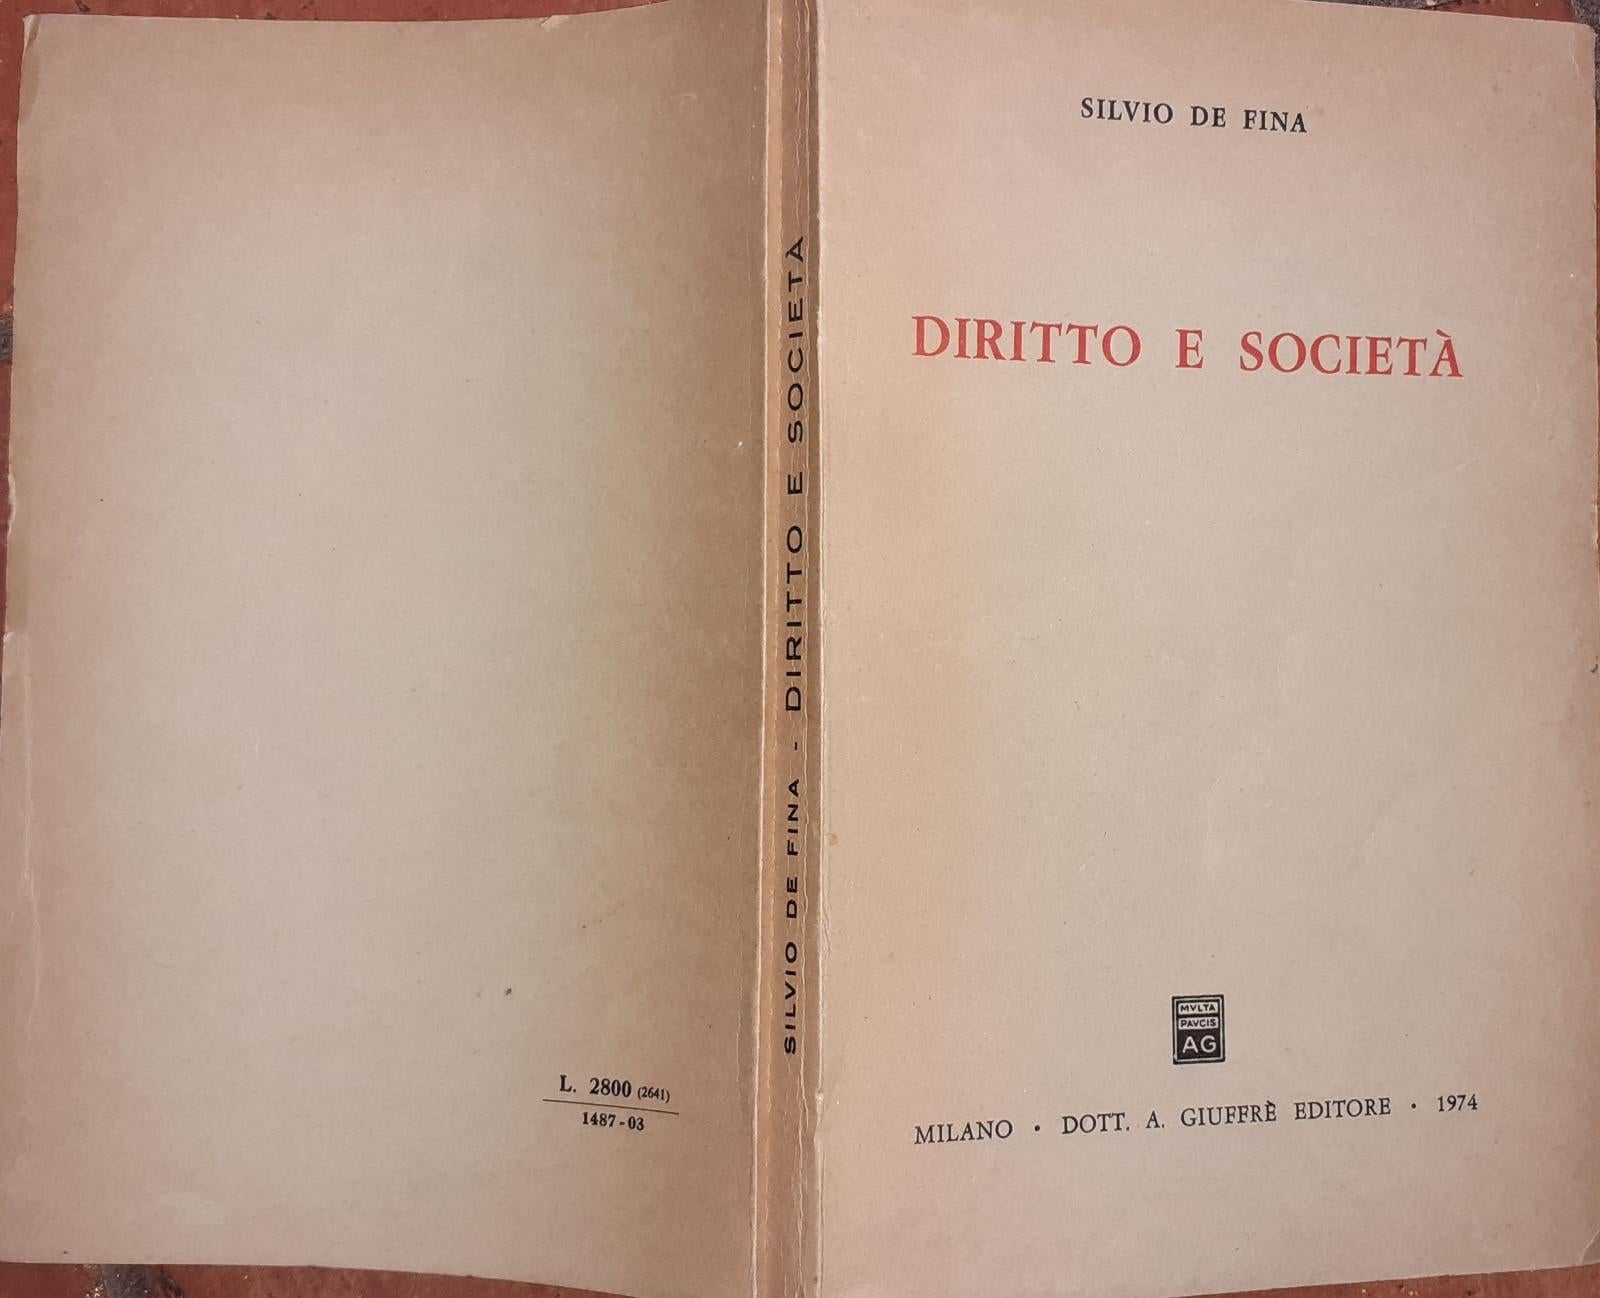 SILVIO DE FINA
DIRITTO E SOCIETÀ
MVLTA
PAVCIS
AG
MILANO • DOTT. A. GIUFFRÈ EDITORE • 1974
SILVIO DE FINA - DIRITTO E SOCIETÀ
L. 2800 (2641)
1487-03